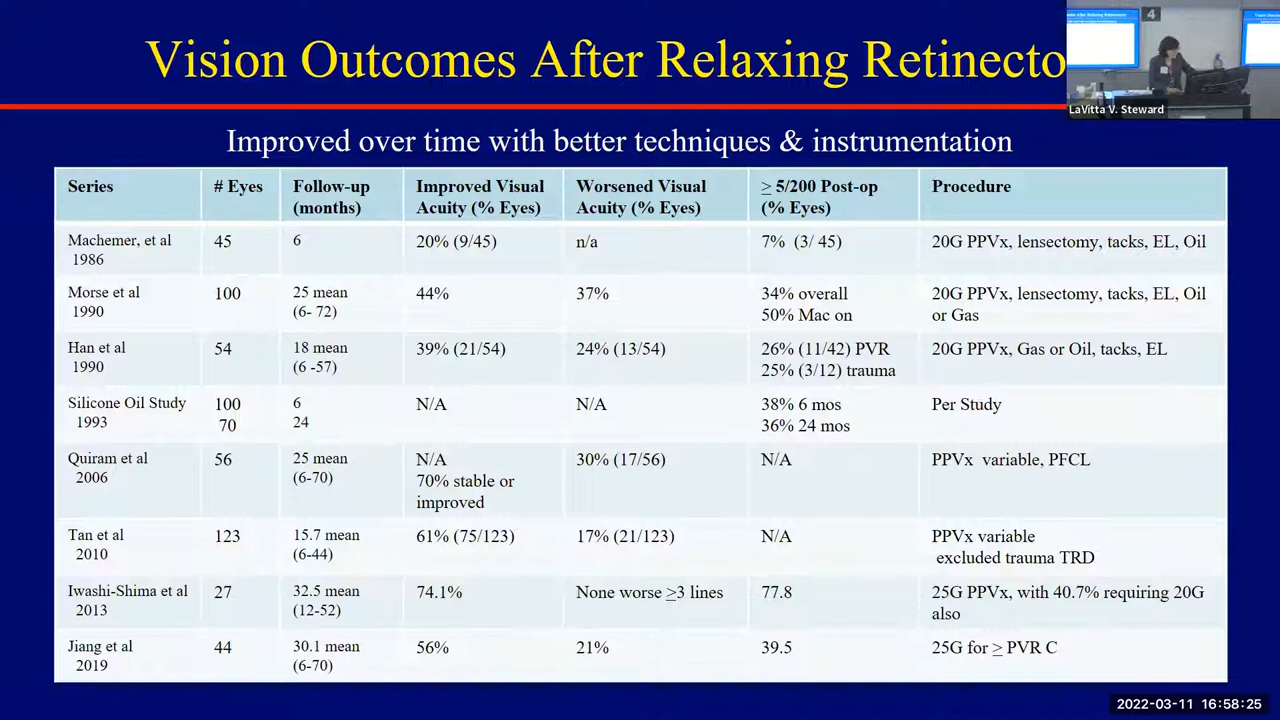 Vision Outcomes After Relaxing Retinecto
4
LaVitta V. Steward
Improved over time with better techniques & instrumentation
Series # Eyes Follow-up (months) Improved Visual Acuity (% Eyes) Worsened Visual Acuity (% Eyes) ≥ 5/200 Post-op (% Eyes) Procedure
Machemer, et al 1986 45 6 20% (9/45) n/a 7% (3/ 45) 20G PPVx, lensectomy, tacks, EL, Oil
Morse et al 1990 100 25 mean (6- 72) 44% 37% 34% overall 50% Mac on 20G PPVx, lensectomy, tacks, EL, Oil or Gas
Han et al 1990 54 18 mean (6 -57) 39% (21/54) 24% (13/54) 26% (11/42) PVR 25% (3/12) trauma 20G PPVx, Gas or Oil, tacks, EL
Silicone Oil Study 1993 100 70 6 24 N/A N/A 38% 6 mos 36% 24 mos Per Study
Quiram et al 2006 56 25 mean (6-70) N/A 70% stable or improved 30% (17/56) N/A PPVx variable, PFCL
Tan et al 2010 123 15.7 mean (6-44) 61% (75/123) 17% (21/123) N/A PPVx variable excluded trauma TRD
Iwashi-Shima et al 2013 27 32.5 mean (12-52) 74.1% None worse ≥3 lines 77.8 25G PPVx, with 40.7% requiring 20G also
Jiang et al 2019 44 30.1 mean (6-70) 56% 21% 39.5 25G for ≥ PVR C
2022-03-11 16:58:25